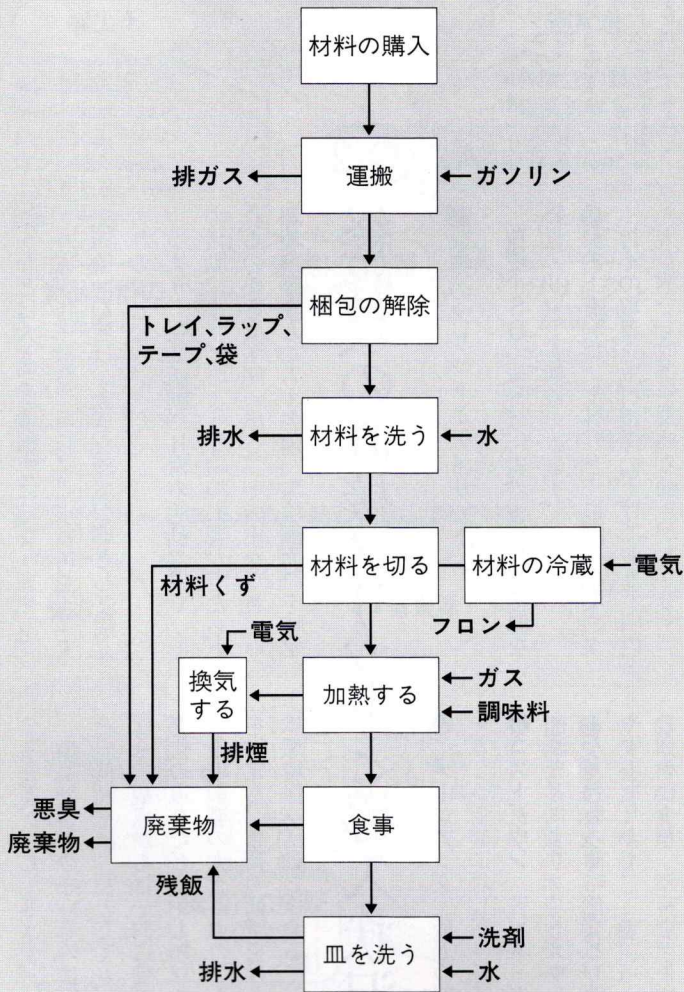 材料の購入
排ガス
運搬
ガソリン
梱包の解除
トレイ、ラップ、
テープ、袋
排水
材料を洗う
水
材料を切る
材料の冷蔵
電気
材料くず
フロン
電気
換気
する
加熱する
ガス
調味料
排煙
悪臭
廃棄物
廃棄物
食事
残飯
皿を洗う
洗剤
排水
水